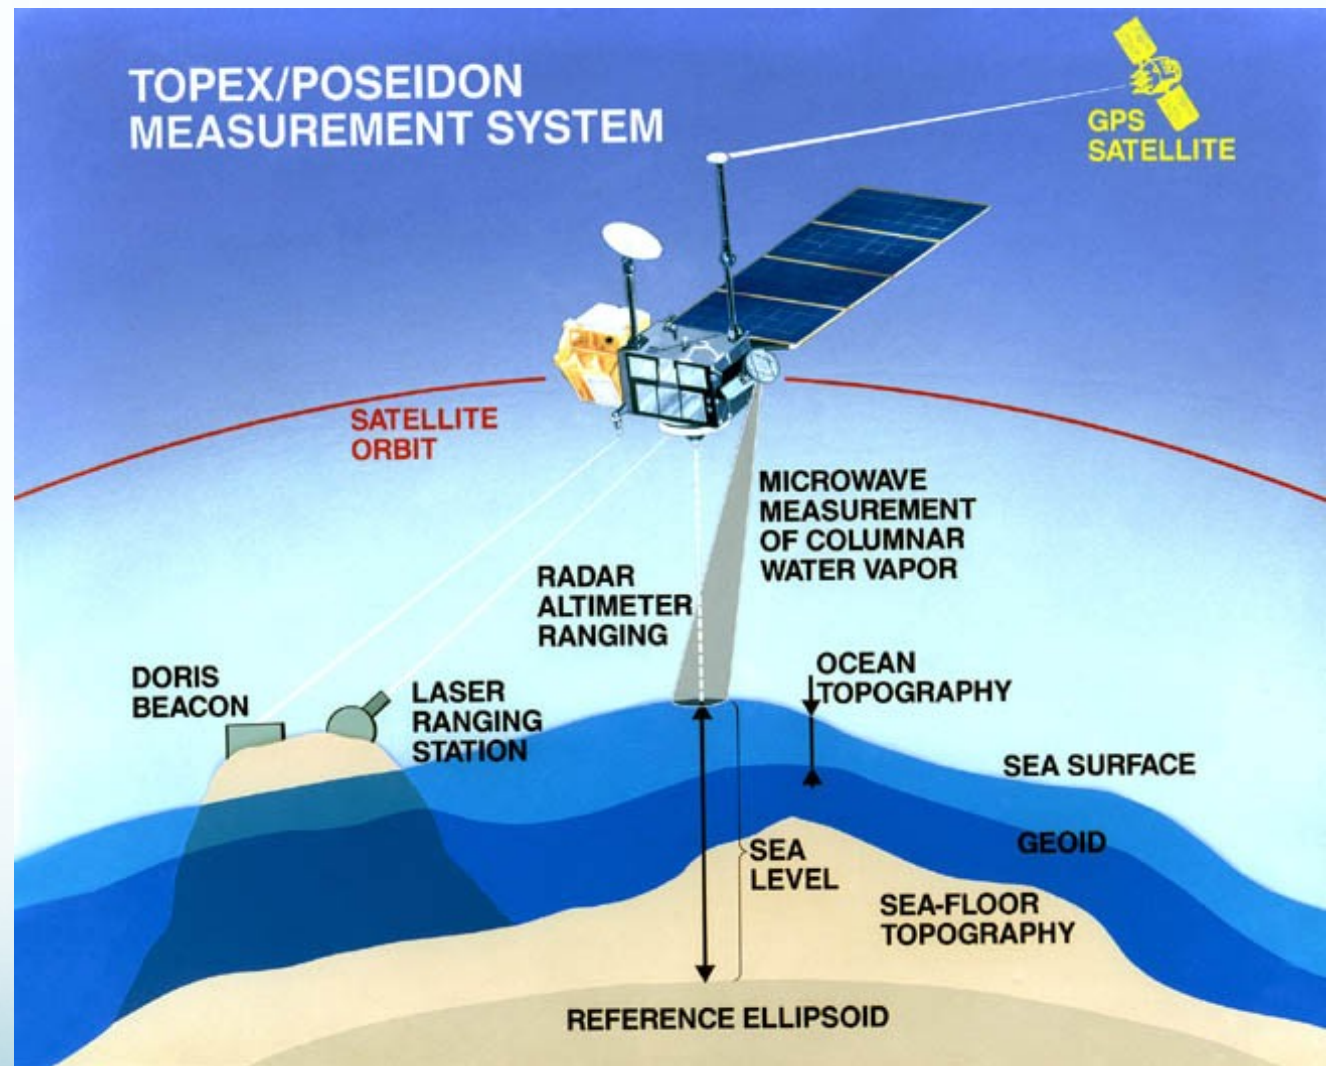 TOPEX/POSEIDON
MEASUREMENT SYSTEM
GPS
SATELLITE
SATELLITE
ORBIT
MICROWAVE
MEASUREMENT
OF COLUMNAR
WATER VAPOR
RADAR
ALTIMETER
RANGING
DORIS
BEACON
LASER
RANGING
STATION
OCEAN
TOPOGRAPHY
SEA SURFACE
GEOID
SEA
LEVEL
SEA-FLOOR
TOPOGRAPHY
REFERENCE ELLIPSOID